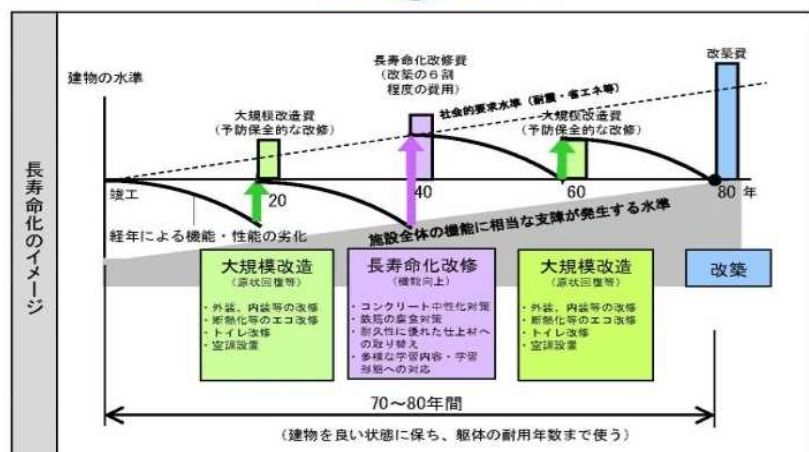 長寿命化のイメージ
建物の水準
長寿命化改修費
(改築の6割
程度の費用)
改築費
社会的要求水準(耐震・省エネ等)
大規模改造費
(予防保全的な改修)
大規模改造費
(予防保全的な改修)
竣工
20
40
60
80 年
経年による機能・性能の劣化
施設全体の機能に相当な支障が発生する水準
大規模改造
(原状回復等)
・外装、内装等の改修
・断熱化等のエコ改修
・トイレ改修
・空調設置
長寿命化改修
(機能向上)
・コンクリート中性化対策
・鉄筋の腐食対策
・耐久性に優れた仕上材へ
の取り替え
・多様な学習内容・学習
形態への対応
大規模改造
(原状回復等)
・外装、内装等の改修
・断熱化等のエコ改修
・トイレ改修
・空調設置
改築
70～80年間
(建物を良い状態に保ち、躯体の耐用年数まで使う)